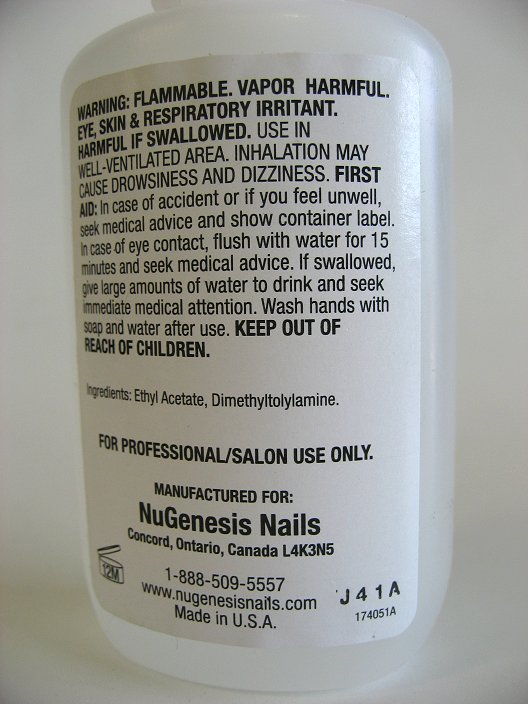 WARNING: FLAMMABLE. VAPOR HARMFUL.
EYE, SKIN & RESPIRATORY IRRITANT.
HARMFUL IF SWALLOWED. USE IN
WELL-VENTILATED AREA. INHALATION MAY
CAUSE DROWSINESS AND DIZZINESS. FIRST
AID: In case of accident or if you feel unwell,
seek medical advice and show container label.
In case of eye contact, flush with water for 15
minutes and seek medical advice. If swallowed,
give large amounts of water to drink and seek
immediate medical attention. Wash hands with
soap and water after use. KEEP OUT OF
REACH OF CHILDREN.
Ingredients: Ethyl Acetate, Dimethyltolylamine.
FOR PROFESSIONAL/SALON USE ONLY.
MANUFACTURED FOR:
NuGenesis Nails
Concord, Ontario, Canada L4K3N5
12M
1-888-509-5557
www.nugenesisnails.com
Made in U.S.A.
J41A
174051A